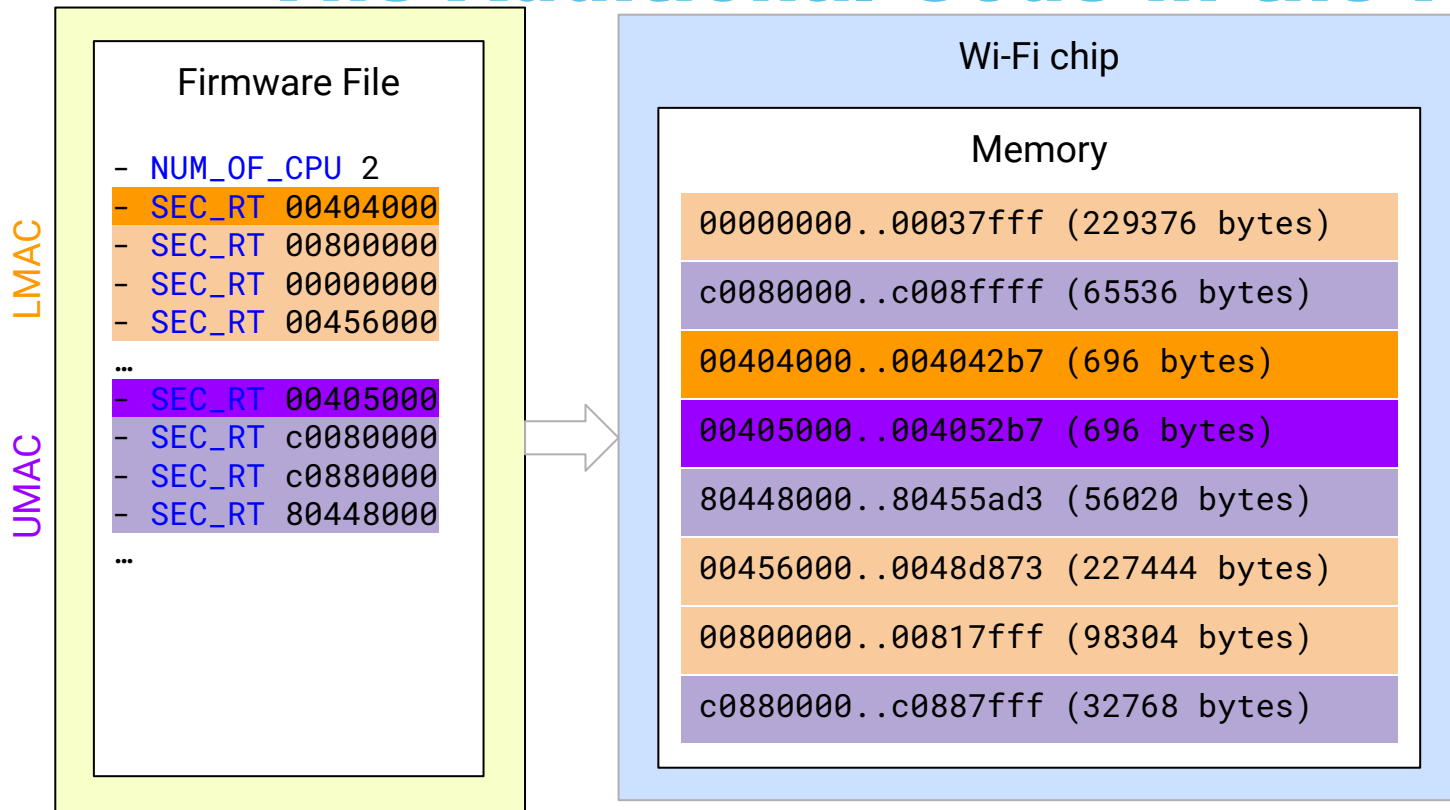 LMAC
UMAC
Firmware File
- NUM_OF_CPU 2
- SEC_RT 00404000
- SEC_RT 00800000
- SEC_RT 00000000
- SEC_RT 00456000
…
- SEC_RT 00405000
- SEC_RT c0080000
- SEC_RT c0880000
- SEC_RT 80448000
…
Wi-Fi chip
Memory
00000000..00037fff (229376 bytes)
c0080000..c008ffff (65536 bytes)
00404000..004042b7 (696 bytes)
00405000..004052b7 (696 bytes)
80448000..80455ad3 (56020 bytes)
00456000..0048d873 (227444 bytes)
00800000..00817fff (98304 bytes)
c0880000..c0887fff (32768 bytes)